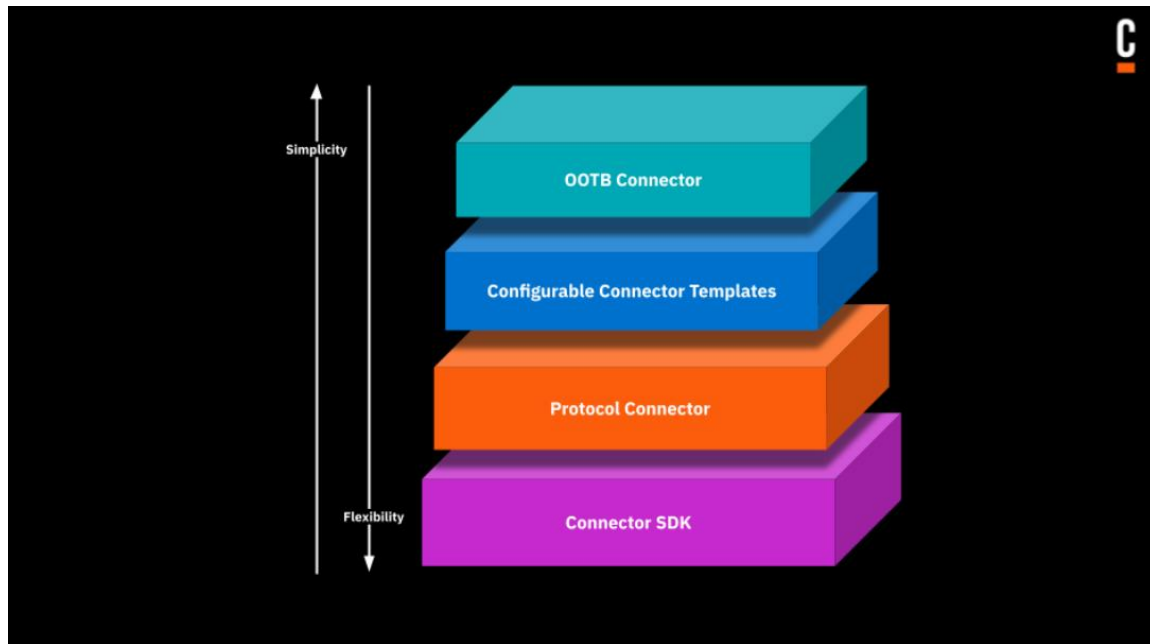 C
Simplicity
OOTB Connector
Configurable Connector Templates
Protocol Connector
Flexibility
Connector SDK